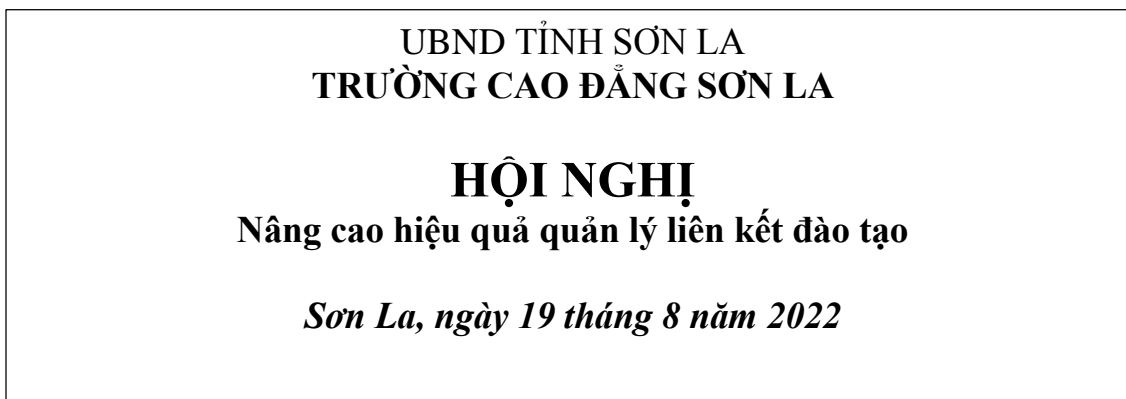 UBND TỈNH SƠN LA
TRƯỜNG CAO ĐẲNG SƠN LA
HỘI NGHỊ
Nâng cao hiệu quả quản lý liên kết đào tạo
Sơn La, ngày 19 tháng 8 năm 2022